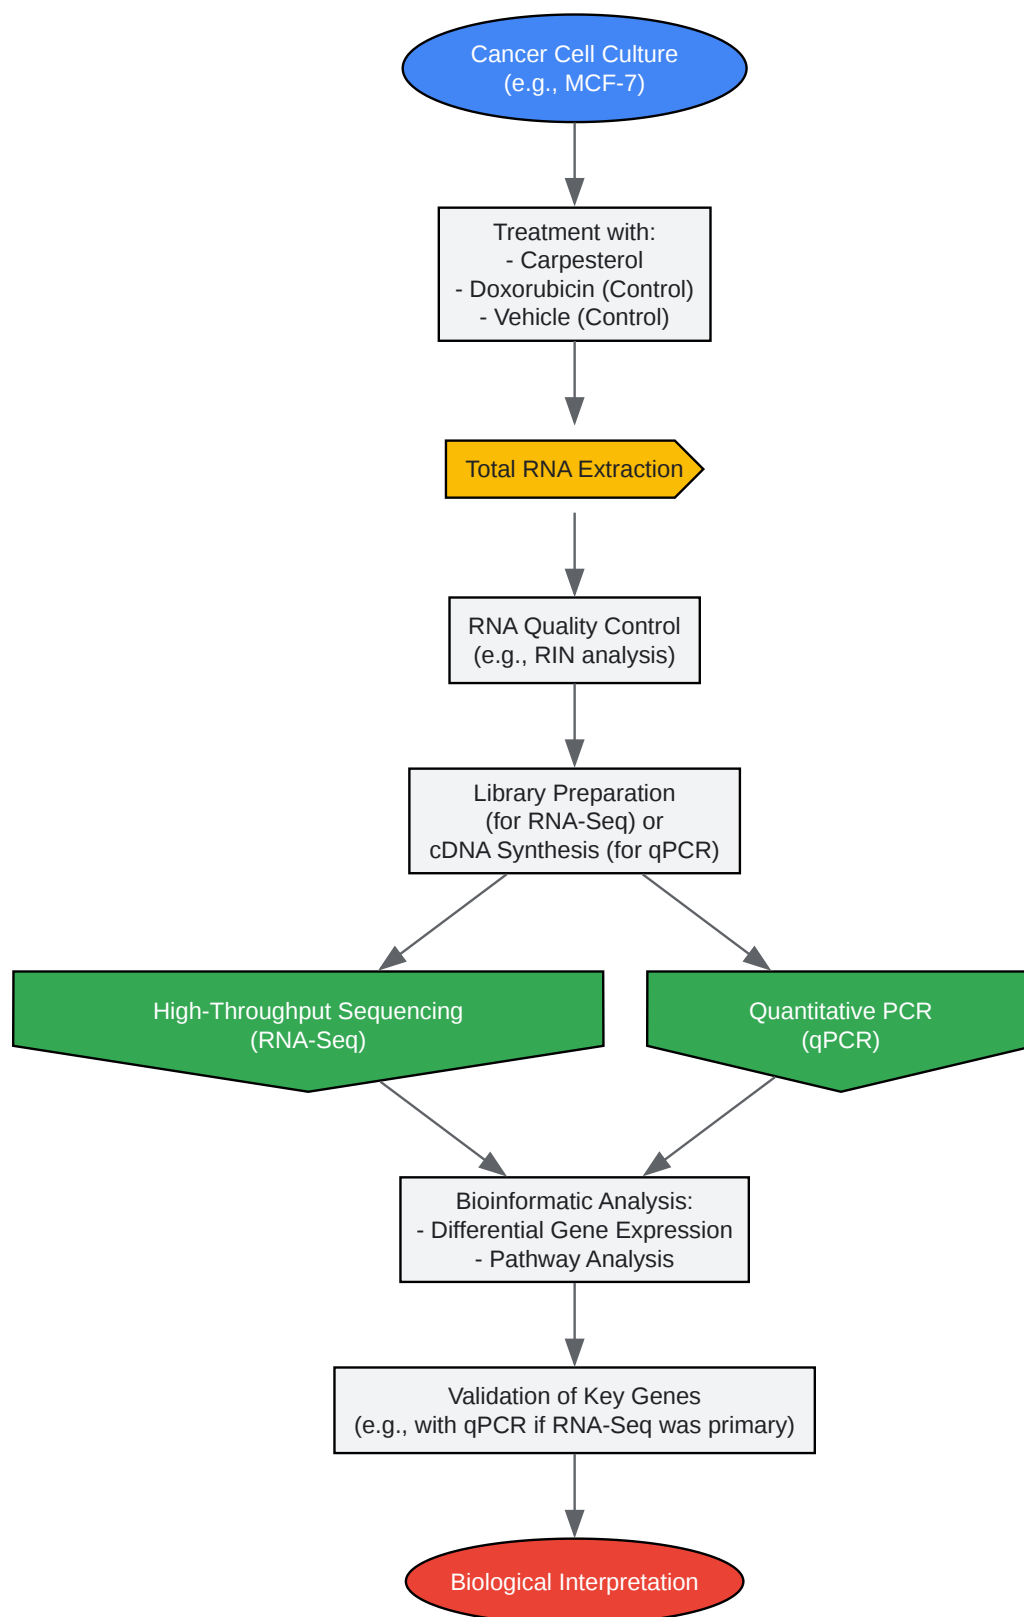 Cancer Cell Culture
(e.g., MCF-7)
Treatment with:
- Carpesterol
- Doxorubicin (Control)
- Vehicle (Control)
Total RNA Extraction
RNA Quality Control
(e.g., RIN analysis)
Library Preparation
(for RNA-Seq) or
cDNA Synthesis (for qPCR)
High-Throughput Sequencing
(RNA-Seq)
Quantitative PCR
(qPCR)
Bioinformatic Analysis:
- Differential Gene Expression
- Pathway Analysis
Validation of Key Genes
(e.g., with qPCR if RNA-Seq was primary)
Biological Interpretation